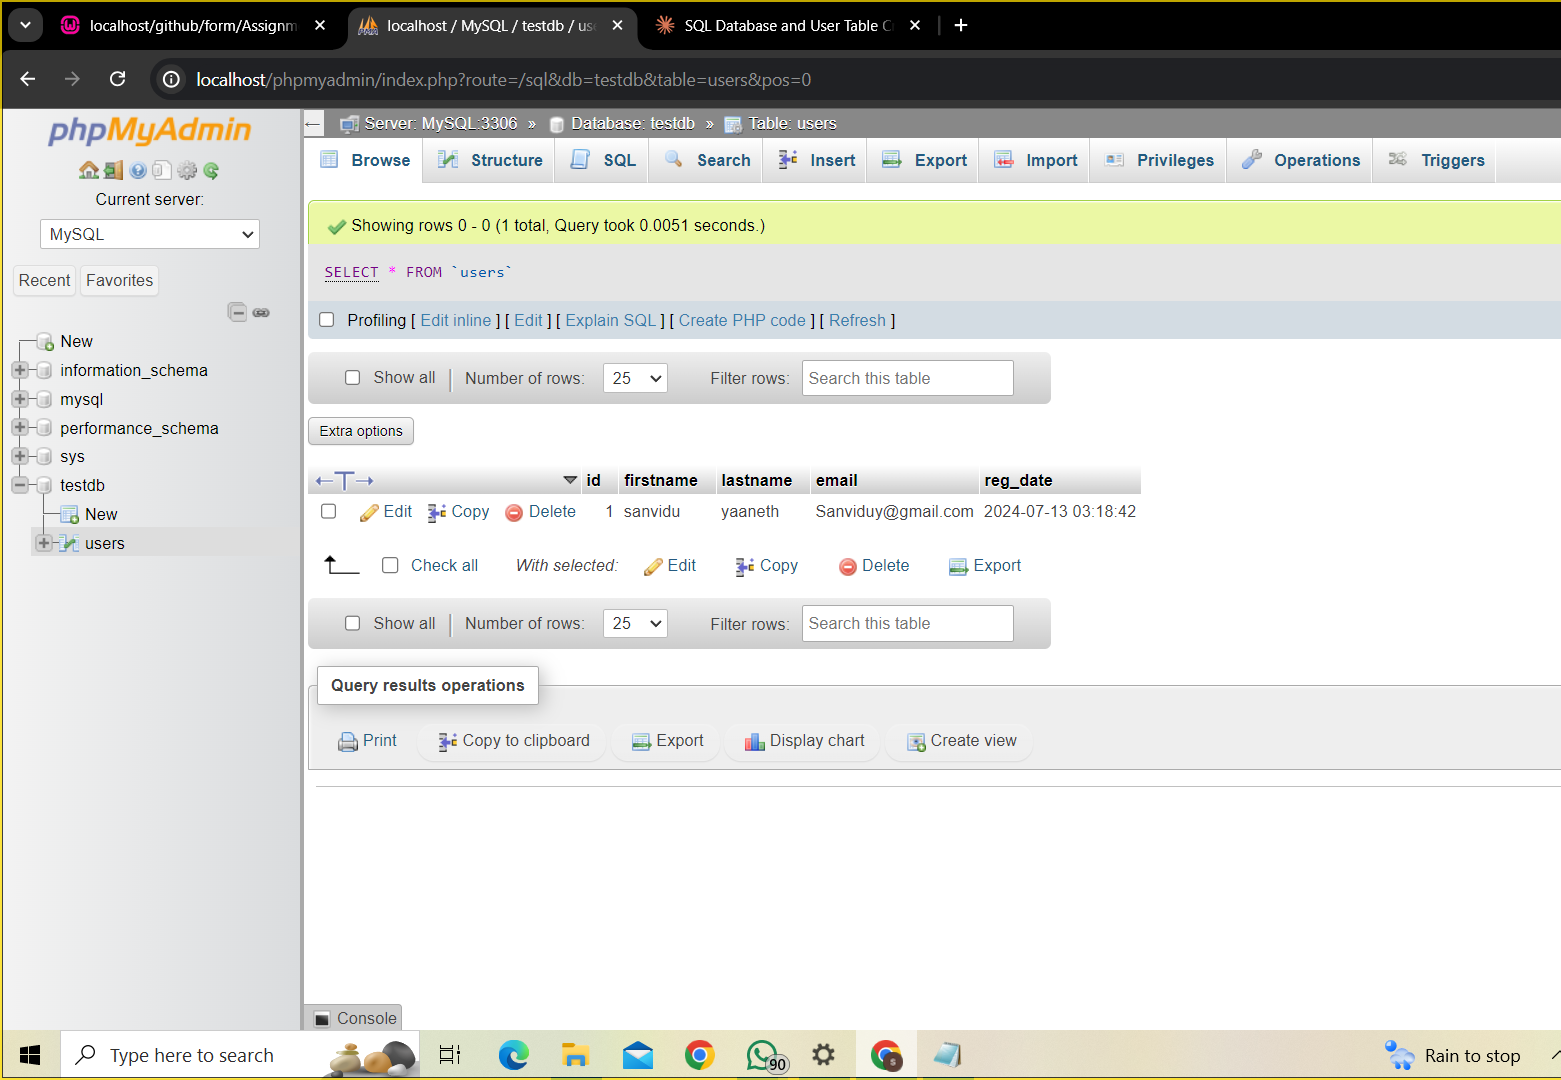 localhost/github/form/Assignm
localhost / MySQL / testdb / us
SQL Database and User Table C
localhost/phpmyadmin/index.php?route=/sql&db=testdb&table=users&pos=0
phpMyAdmin
Current server:
MySQL
Recent
Favorites
New
information_schema
mysql
performance_schema
sys
testdb
New
users
Server: MySQL:3306 » Database: testdb » Table: users
Browse Structure SQL Search Insert Export Import Privileges Operations Triggers
Showing rows 0 - 0 (1 total, Query took 0.0051 seconds.)
SELECT * FROM `users`
Profiling [ Edit inline ] [ Edit ] [ Explain SQL ] [ Create PHP code ] [ Refresh ]
Show all | Number of rows: 25 Filter rows: Search this table
Extra options
←T→ id firstname lastname email reg_date
Edit Copy Delete 1 sanvidu yaaneth Sanviduy@gmail.com 2024-07-13 03:18:42
Check all With selected: Edit Copy Delete Export
Show all | Number of rows: 25 Filter rows: Search this table
Query results operations
Print Copy to clipboard Export Display chart Create view
Console
Type here to search
90
s
Rain to stop